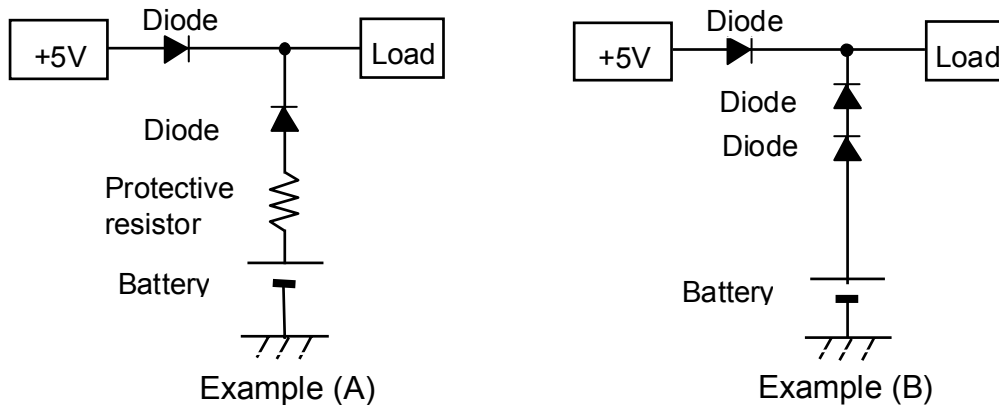 Diode
+5V
Load
Diode
Protective
resistor
Battery
Example (A)
Diode
+5V
Load
Diode
Diode
Battery
Example (B)